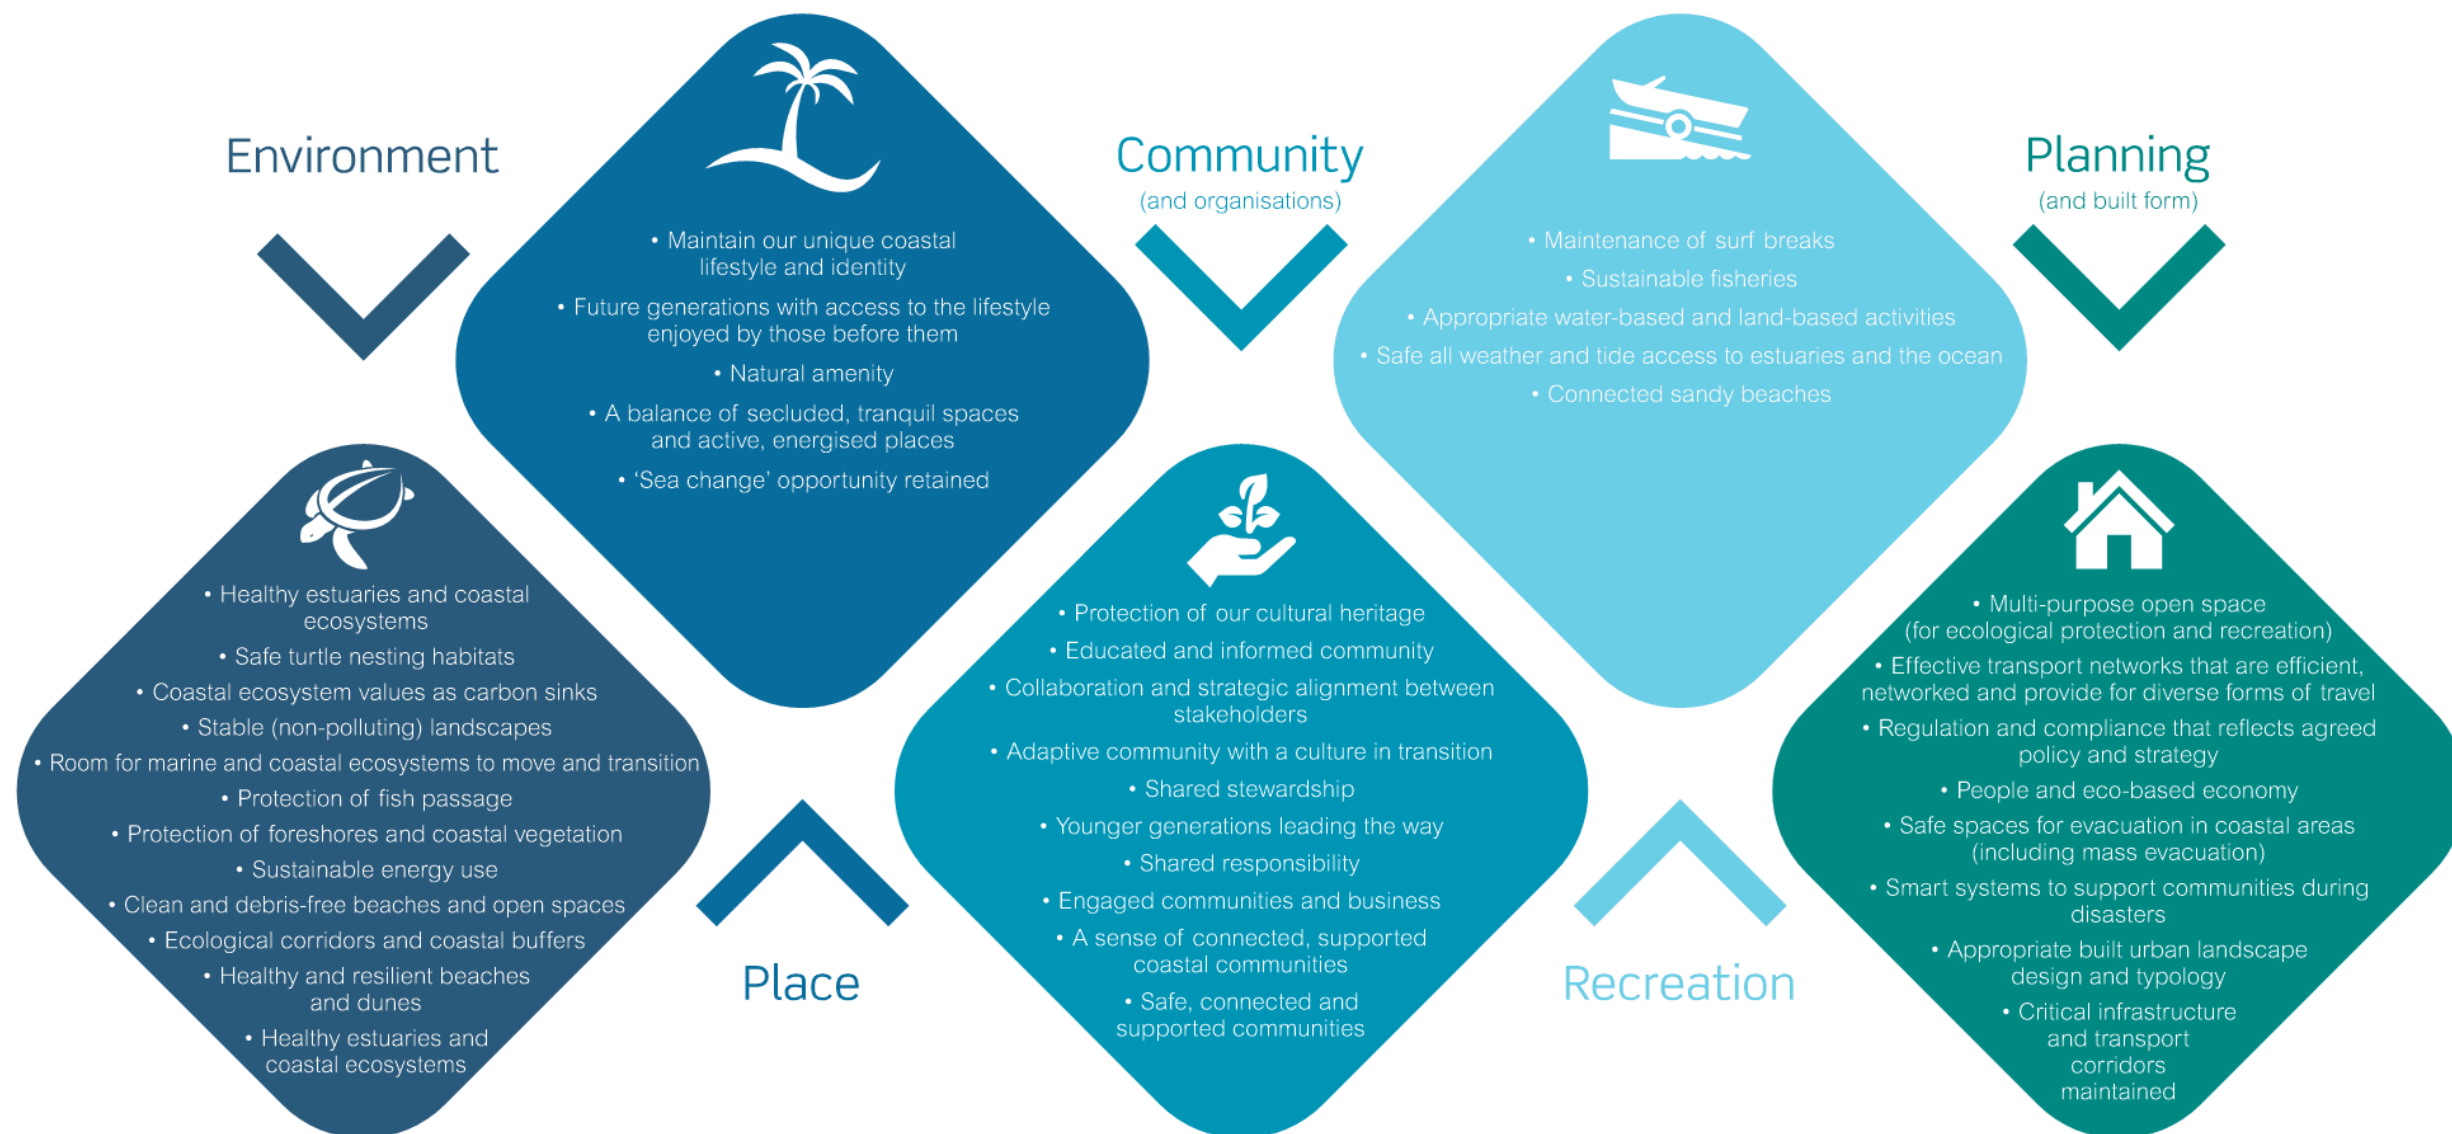 Environment
• Healthy estuaries and coastal
ecosystems
• Safe turtle nesting habitats
• Coastal ecosystem values as carbon sinks
• Stable (non-polluting) landscapes
• Room for marine and coastal ecosystems to move and transition
• Protection of fish passage
• Protection of foreshores and coastal vegetation
• Sustainable energy use
• Clean and debris-free beaches and open spaces
• Ecological corridors and coastal buffers
• Healthy and resilient beaches
and dunes
• Healthy estuaries and
coastal ecosystems
• Maintain our unique coastal
lifestyle and identity
• Future generations with access to the lifestyle
enjoyed by those before them
• Natural amenity
• A balance of secluded, tranquil spaces
and active, energised places
• ‘Sea change’ opportunity retained
Place
Community
(and organisations)
• Protection of our cultural heritage
• Educated and informed community
• Collaboration and strategic alignment between
stakeholders
• Adaptive community with a culture in transition
• Shared stewardship
• Younger generations leading the way
• Shared responsibility
• Engaged communities and business
• A sense of connected, supported
coastal communities
• Safe, connected and
supported communities
• Maintenance of surf breaks
• Sustainable fisheries
• Appropriate water-based and land-based activities
• Safe all weather and tide access to estuaries and the ocean
• Connected sandy beaches
Recreation
Planning
(and built form)
• Multi-purpose open space
(for ecological protection and recreation)
• Effective transport networks that are efficient,
networked and provide for diverse forms of travel
• Regulation and compliance that reflects agreed
policy and strategy
• People and eco-based economy
• Safe spaces for evacuation in coastal areas
(including mass evacuation)
• Smart systems to support communities during
disasters
• Appropriate built urban landscape
design and typology
• Critical infrastructure
and transport
corridors
maintained